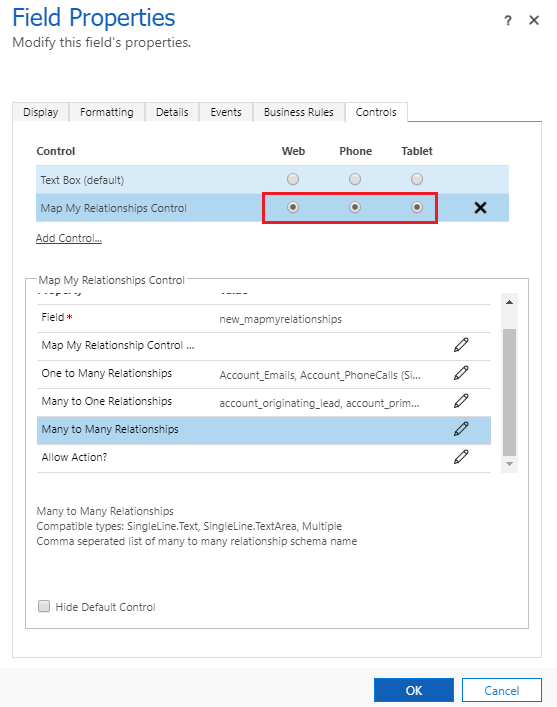 Field Properties
? ×
Modify this field's properties.
Display Formatting Details Events Business Rules Controls
Control Web Phone Tablet
Text Box (default)
Map My Relationships Control
Add Control...
Map My Relationships Control
Field * new_mapmyrelationships
Map My Relationship Control ...
One to Many Relationships Account_Emails, Account_PhoneCalls (Si...
Many to One Relationships account_originating_lead, account_prim...
Many to Many Relationships
Allow Action?
Many to Many Relationships
Compatible types: SingleLine.Text, SingleLine.TextArea, Multiple
Comma seperated list of many to many relationship schema name
Hide Default Control
OK Cancel